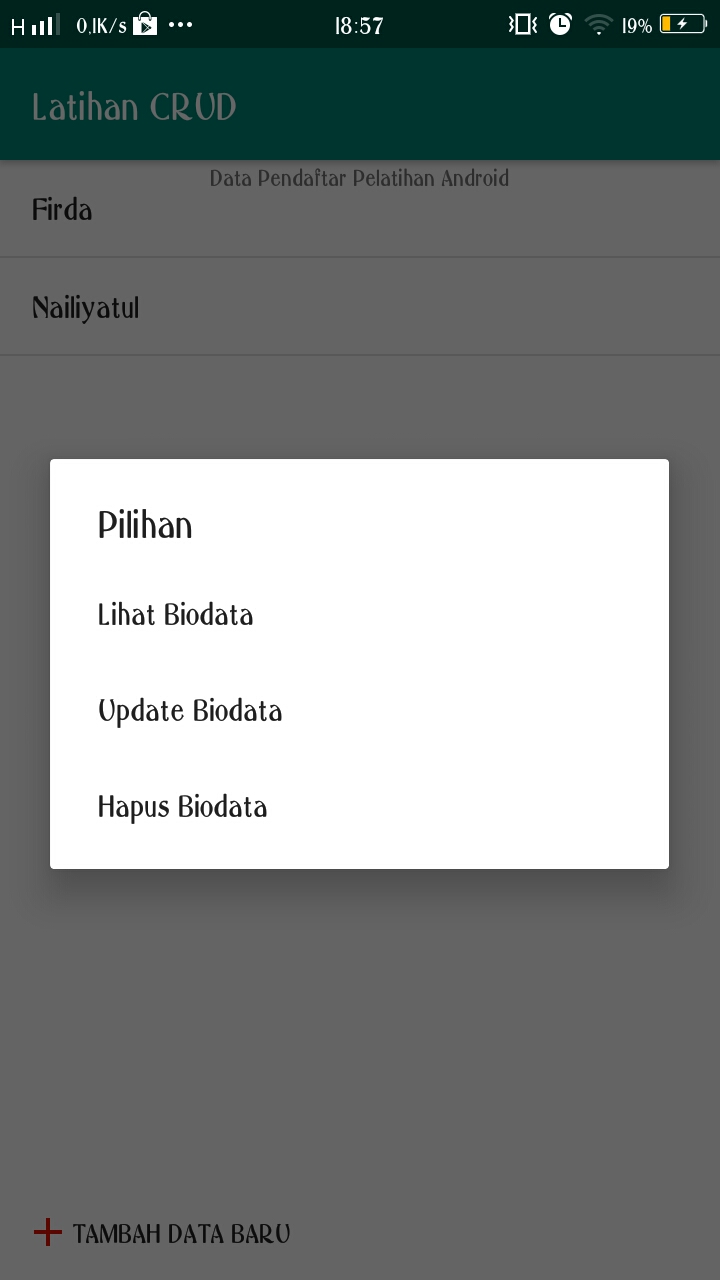 H 0,1K/s 18:57 19%
Latihan CRUD
Data Pendaftar Pelatihan Android
Firda
Nailiyatul
Pilihan
Lihat Biodata
Update Biodata
Hapus Biodata
TAMBAH DATA BARU